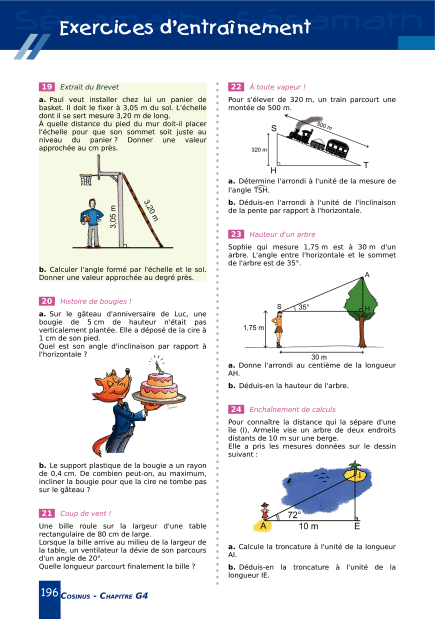 Exercices d'entraînement
19 Extrait du Brevet
a. Paul veut installer chez lui un panier de
basket. Il doit le fixer à 3,05 m du sol. L'échelle
dont il se sert mesure 3,20 m de long.
À quelle distance du pied du mur doit-il placer
l'échelle pour que son sommet soit juste au
niveau du panier ? Donner une valeur
approchée au cm près.
3,05 m
3,20 m
b. Calculer l'angle formé par l'échelle et le sol.
Donner une valeur approchée au degré près.
20 Histoire de bougies !
a. Sur le gâteau d'anniversaire de Luc, une
bougie de 5 cm de hauteur n'était pas
verticalement plantée. Elle a déposé de la cire à
1 cm de son pied.
Quel est son angle d'inclinaison par rapport à
l'horizontale ?
b. Le support plastique de la bougie a un rayon
de 0,4 cm. De combien peut-on, au maximum,
incliner la bougie pour que la cire ne tombe pas
sur le gâteau ?
21 Coup de vent !
Une bille roule sur la largeur d'une table
rectangulaire de 80 cm de large.
Lorsque la bille arrive au milieu de la largeur de
la table, un ventilateur la dévie de son parcours
d'un angle de 20°.
Quelle longueur parcourt finalement la bille ?
22 À toute vapeur !
Pour s'élever de 320 m, un train parcourt une
montée de 500 m.
S
500 m
320 m
H
T
a. Détermine l'arrondi à l'unité de la mesure de
l'angle TSH.
b. Déduis-en l'arrondi à l'unité de l'inclinaison
de la pente par rapport à l'horizontale.
23 Hauteur d'un arbre
Sophie qui mesure 1,75 m est à 30 m d'un
arbre. L'angle entre l'horizontale et le sommet
de l'arbre est de 35°.
A
S
35°
H
1,75 m
30 m
a. Donne l'arrondi au centième de la longueur
AH.
b. Déduis-en la hauteur de l'arbre.
24 Enchaînement de calculs
Pour connaître la distance qui la sépare d'une
île (I), Armelle vise un arbre de deux endroits
distants de 10 m sur une berge.
Elle a pris les mesures données sur le dessin
suivant :
I
72°
A
10 m
E
a. Calcule la troncature à l'unité de la longueur
AI.
b. Déduis-en la troncature à l'unité de la
longueur IE.
196 COSINUS - CHAPITRE G4